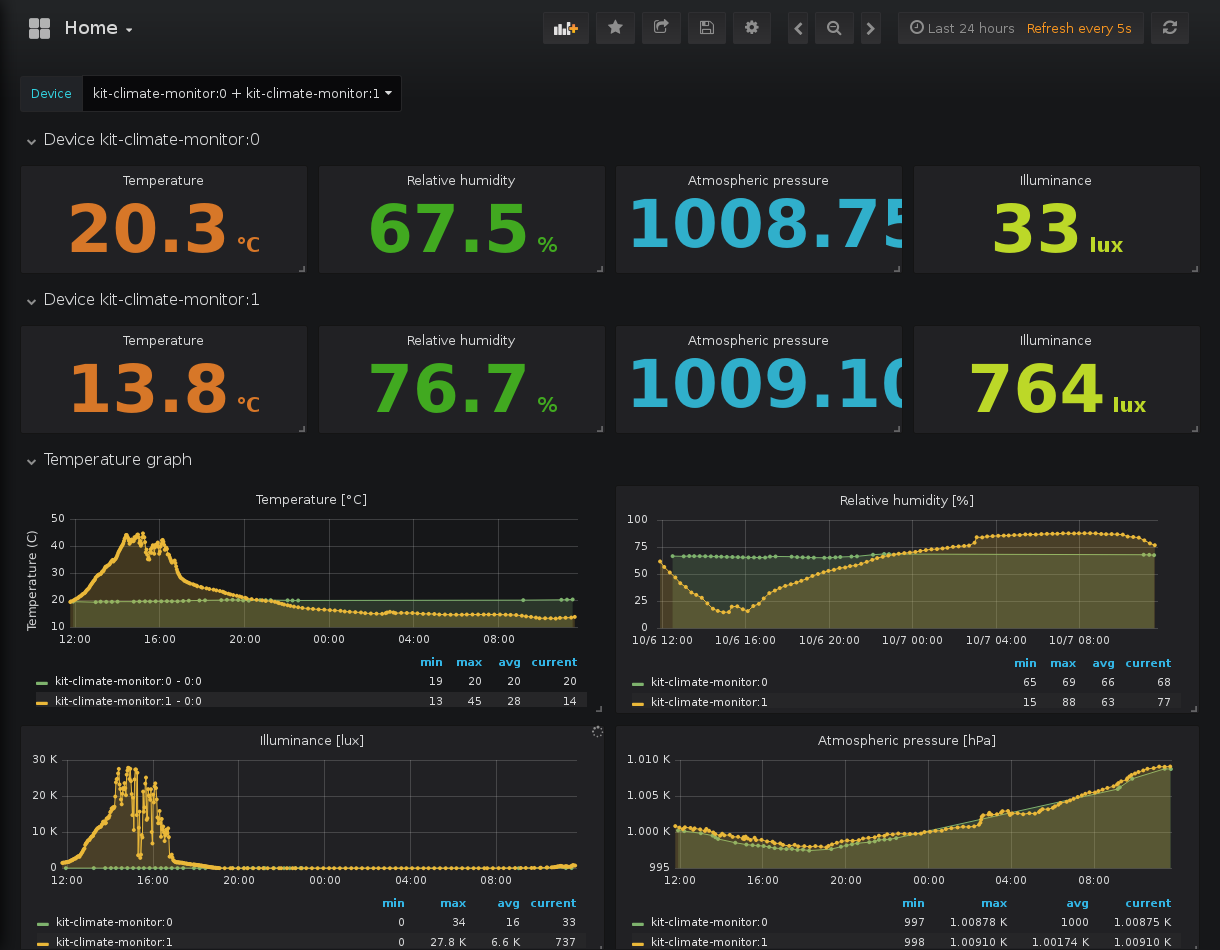 Home
Last 24 hours Refresh every 5s
Device kit-climate-monitor:0 + kit-climate-monitor:1
Device kit-climate-monitor:0
Temperature Relative humidity Atmospheric pressure Illuminance
20.3 °C 67.5 % 1008.75 33 lux
Device kit-climate-monitor:1
Temperature Relative humidity Atmospheric pressure Illuminance
13.8 °C 76.7 % 1009.10 764 lux
Temperature graph
Temperature [°C]
Temperature (C)
50
40
30
20
10
12:00 16:00 20:00 00:00 04:00 08:00
min max avg current
kit-climate-monitor:0 - 0:0 19 20 20 20
kit-climate-monitor:1 - 0:0 13 45 28 14
Relative humidity [%]
100
75
50
25
0
10/6 12:00 10/6 16:00 10/6 20:00 10/7 00:00 10/7 04:00 10/7 08:00
min max avg current
kit-climate-monitor:0 65 69 66 68
kit-climate-monitor:1 15 88 63 77
Illuminance [lux]
30 K
20 K
10 K
0
12:00 16:00 20:00 00:00 04:00 08:00
min max avg current
kit-climate-monitor:0 0 34 16 33
kit-climate-monitor:1 0 27.8 K 6.6 K 737
Atmospheric pressure [hPa]
1.010 K
1.005 K
1.000 K
995
12:00 16:00 20:00 00:00 04:00 08:00
min max avg current
kit-climate-monitor:0 997 1.00878 K 1000 1.00875 K
kit-climate-monitor:1 998 1.00910 K 1.00174 K 1.00910 K